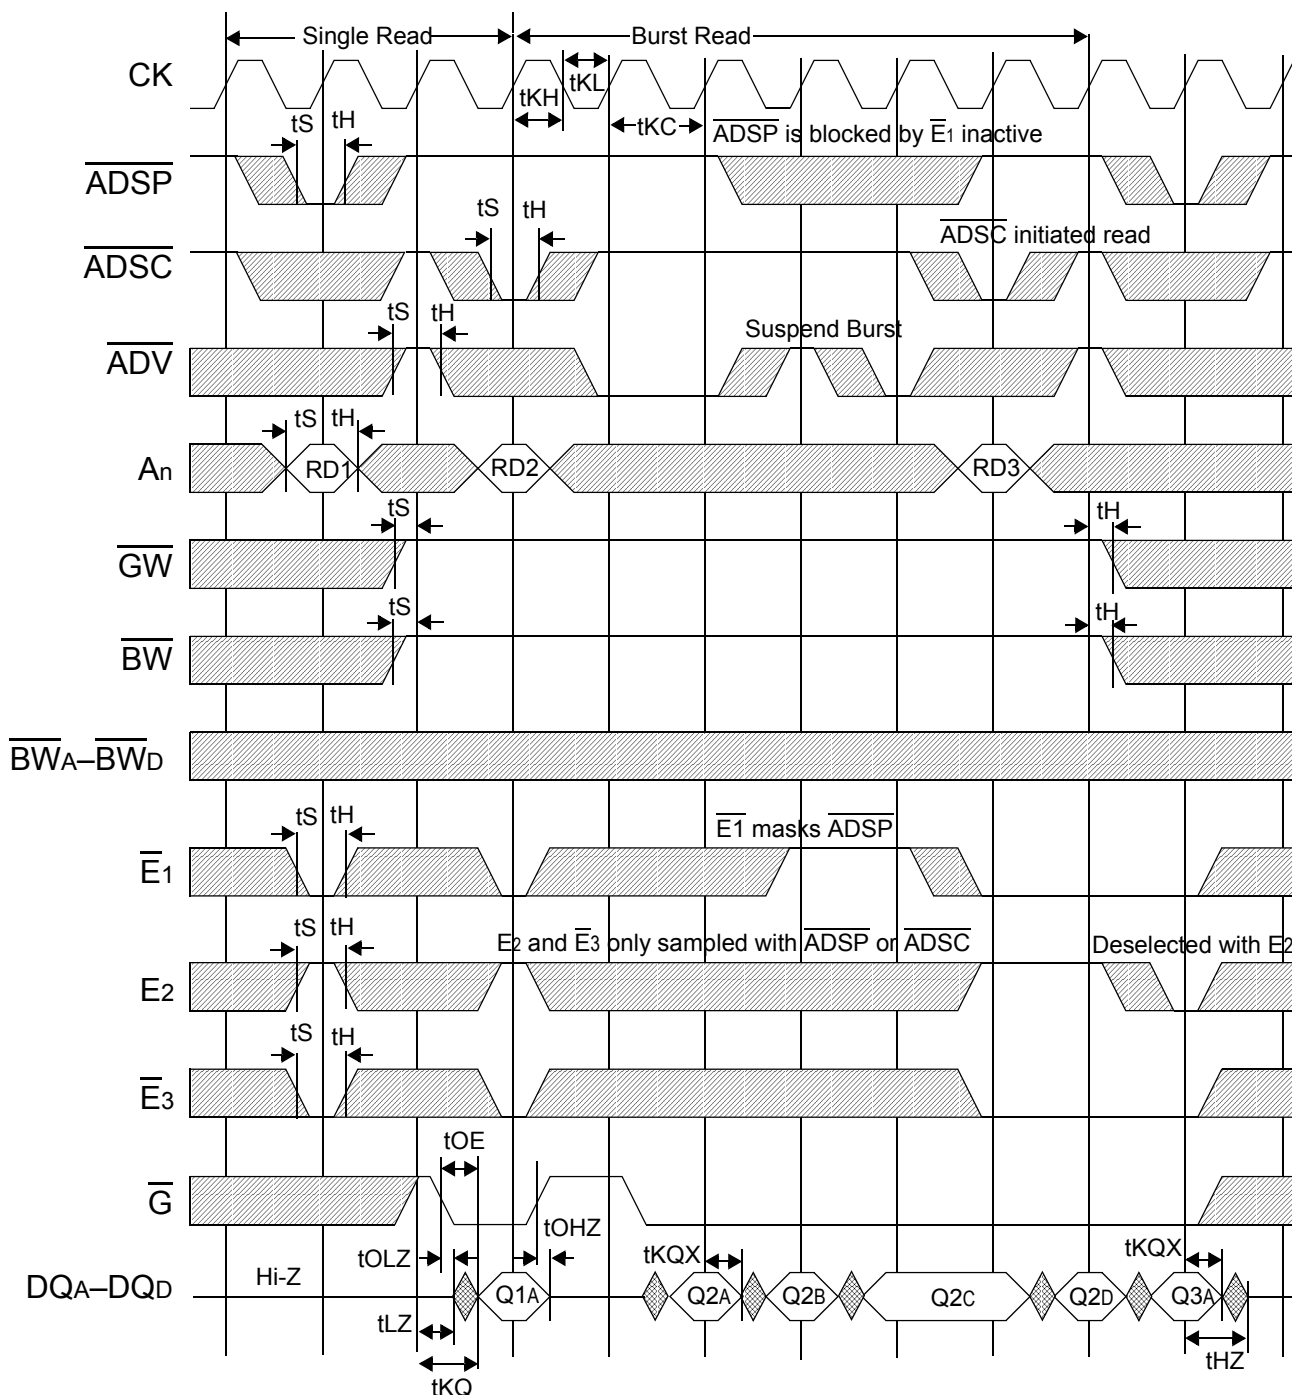 Single Read Burst Read
CK
tKH tKL
tKC
ADSP is blocked by E1 inactive
tS tH
ADSP
tS tH
ADSC initiated read
ADSC
tS tH
Suspend Burst
ADV
tS tH
An
RD1 RD2 RD3
tS tH
GW
tS tH
BW
BWA–BWD
tS tH
E1 masks ADSP
E1
tS tH
E2 and E3 only sampled with ADSP or ADSC
Deselected with E2
E2
tS tH
E3
tOE
G
tOHZ
tOLZ
tKQX tKQX
Hi-Z
DQA–DQD
Q1A Q2A Q2B Q2C Q2D Q3A
tLZ
tHZ
tKQ